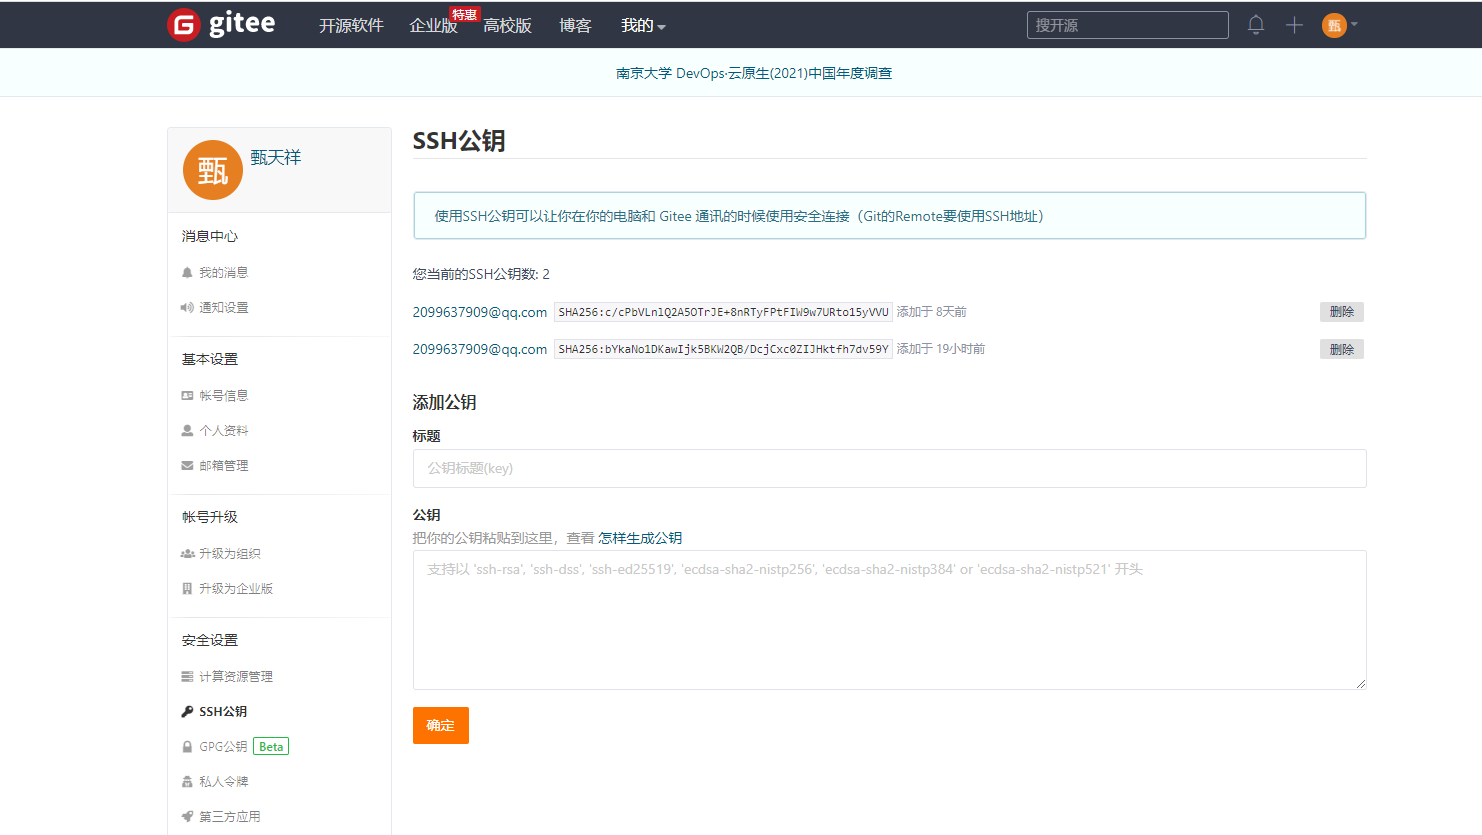 gitee 开源软件 企业版 特惠 高校版 博客 我的 搜开源 甄
南京大学 DevOps·云原生(2021)中国年度调查
甄 甄天祥
消息中心
我的消息
通知设置
基本设置
帐号信息
个人资料
邮箱管理
帐号升级
升级为组织
升级为企业版
安全设置
计算资源管理
SSH公钥
GPG公钥 Beta
私人令牌
第三方应用
SSH公钥
使用SSH公钥可以让你在你的电脑和 Gitee 通讯的时候使用安全连接（Git的Remote要使用SSH地址）
您当前的SSH公钥数: 2
2099637909@qq.com SHA256:c/cPbVLnlQ2A5OTrJE+8nRTyFPtFIW9w7URto15yVVU 添加于 8天前 删除
2099637909@qq.com SHA256:bYkaNo1DKawIjk5BKW2QB/DcjCxc0ZIJHktfh7dv59Y 添加于 19小时前 删除
添加公钥
标题
公钥标题(key)
公钥
把你的公钥粘贴到这里，查看 怎样生成公钥
支持以 'ssh-rsa', 'ssh-dss', 'ssh-ed25519', 'ecdsa-sha2-nistp256', 'ecdsa-sha2-nistp384' or 'ecdsa-sha2-nistp521' 开头
确定